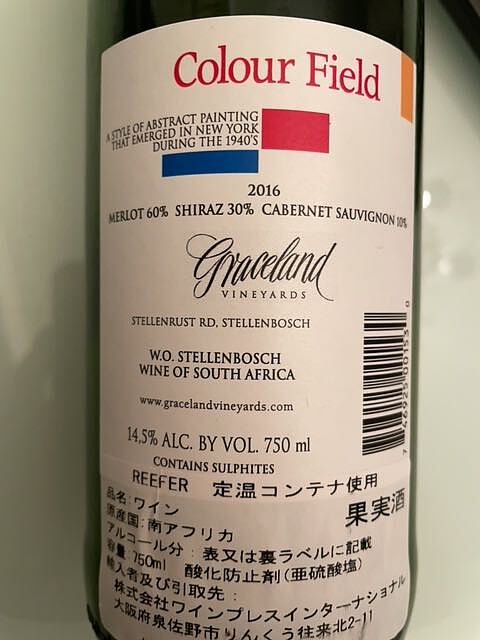 Colour Field
A STYLE OF ABSTRACT PAINTING
THAT EMERGED IN NEW YORK
DURING THE 1940'S
2016
MERLOT 60% SHIRAZ 30% CABERNET SAUVIGNON 10%
Graceland
VINEYARDS
STELLENRUST RD, STELLENBOSCH
W.O. STELLENBOSCH
WINE OF SOUTH AFRICA
www.gracelandvineyards.com
14.5% ALC. BY VOL. 750 ml
CONTAINS SULPHITES
REEFER 定温コンテナ使用
品名:ワイン
果実酒
原産国:南アフリカ
アルコール分:表又は裏ラベルに記載
容量:750ml 酸化防止剤(亜硫酸塩)
輸入者及び引取先:
株式会社ワインプレスインターナショナル
大阪府泉佐野市りんくう往来北2-11